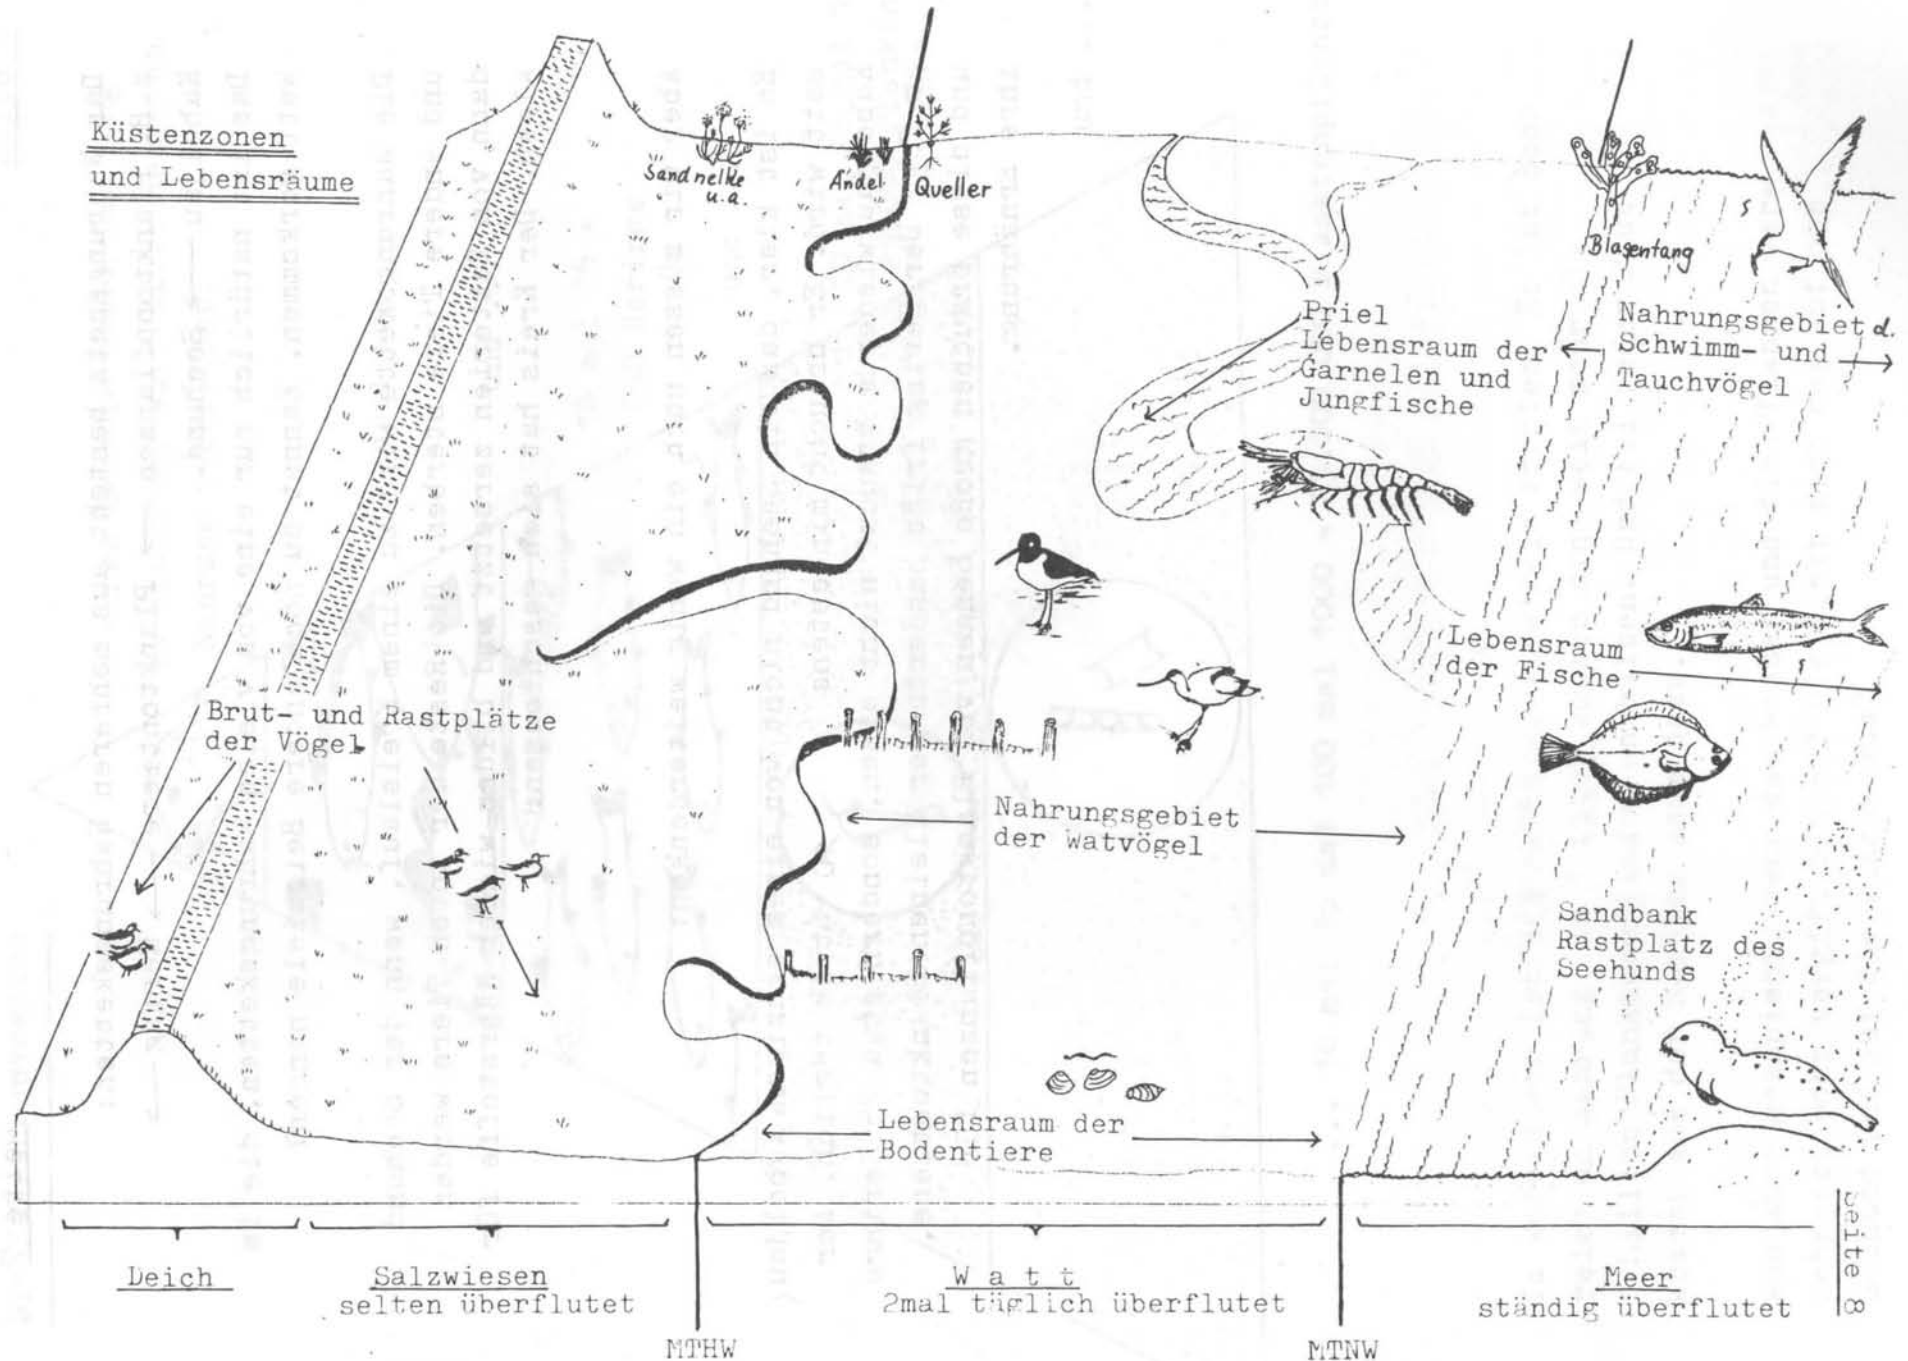 Küstenzonen
und Lebensräume
Sandnelke
u.a.
Andel
Queller
Blasentang
Priel
Lebensraum der
Garnelen und
Jungfische
Nahrungsgebiet d.
Schwimm- und
Tauchvögel
Lebensraum
der Fische
Brut- und Rastplätze
der Vögel
Nahrungsgebiet
der Watvögel
Sandbank
Rastplatz des
Seehunds
Lebensraum der
Bodentiere
Deich
Salzwiesen
selten überflutet
W a t t
2mal täglich überflutet
Meer
ständig überflutet
MTHW
MTNW
Seite 8